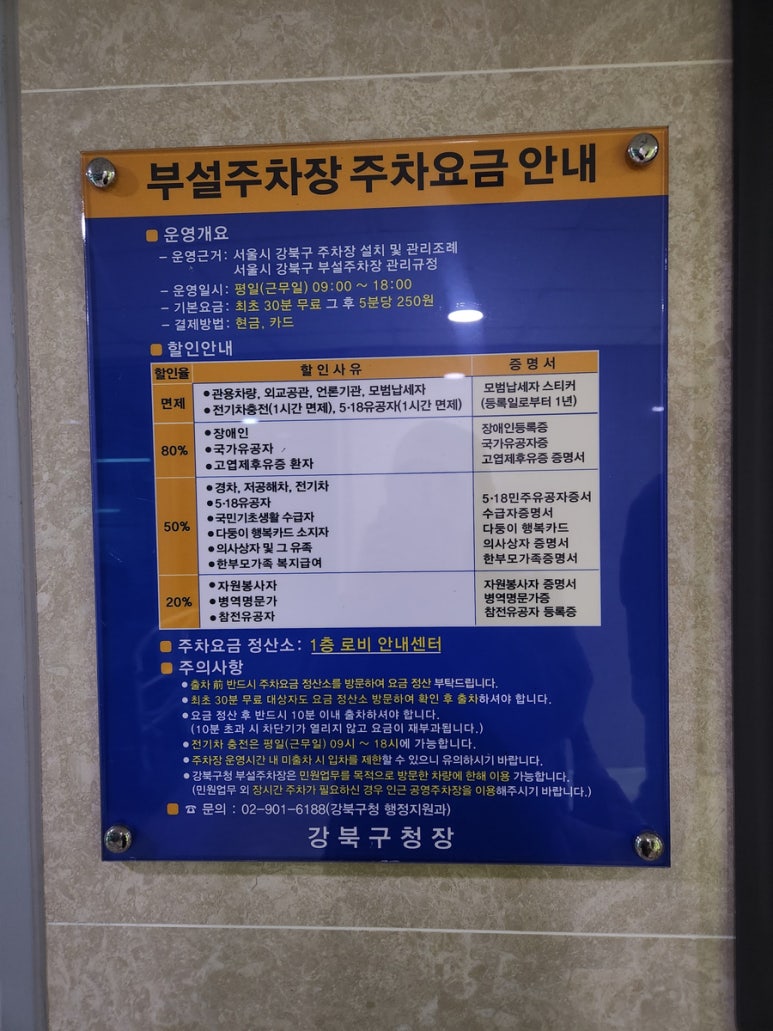 부설주차장 주차요금 안내
■ 운영개요
– 운영근거: 서울시 강북구 주차장 설치 및 관리조례
서울시 강북구 부설주차장 관리규정
– 운영일시: 평일(근무일) 09:00 ~ 18:00
– 기본요금: 최초 30분 무료 그 후 5분당 250원
– 결제방법: 현금, 카드
■ 할인안내
할인율 할인사유 증명서
면제
●관용차량, 외교공관, 언론기관, 모범납세자
●전기차충전(1시간 면제), 5·18유공자(1시간 면제)
모범납세자 스티커
(등록일로부터 1년)
80%
●장애인
●국가유공자
●고엽제후유증 환자
장애인등록증
국가유공자증
고엽제후유증 증명서
50%
●경차, 저공해차, 전기차
●5·18유공자
●국민기초생활 수급자
●다둥이 행복카드 소지자
●의사상자 및 그 유족
●한부모가족 복지급여
5·18민주유공자증서
수급자증명서
다둥이 행복카드
의사상자 증명서
한부모가족증명서
20%
●자원봉사자
●병역명문가
●참전유공자
자원봉사자 증명서
병역명문가증
참전유공자 등록증
■ 주차요금 정산소: 1층 로비 안내센터
■ 주의사항
●출차 前 반드시 주차요금 정산소를 방문하여 요금 정산 부탁드립니다.
●최초 30분 무료 대상자도 요금 정산소 방문하여 확인 후 출차하셔야 합니다.
●요금 정산 후 반드시 10분 이내 출차하셔야 합니다.
(10분 초과 시 차단기가 열리지 않고 요금이 재부과됩니다.)
●전기차 충전은 평일(근무일) 09시 ~ 18시에 가능합니다.
●주차장 운영시간 내 미출차 시 입차를 제한할 수 있으니 유의하시기 바랍니다.
●강북구청 부설주차장은 민원업무를 목적으로 방문한 차량에 한해 이용 가능합니다.
(민원업무 외 장시간 주차가 필요하신 경우 인근 공영주차장을 이용해주시기 바랍니다.)
■ ☎ 문의 : 02-901-6188(강북구청 행정지원과)
강북구청장